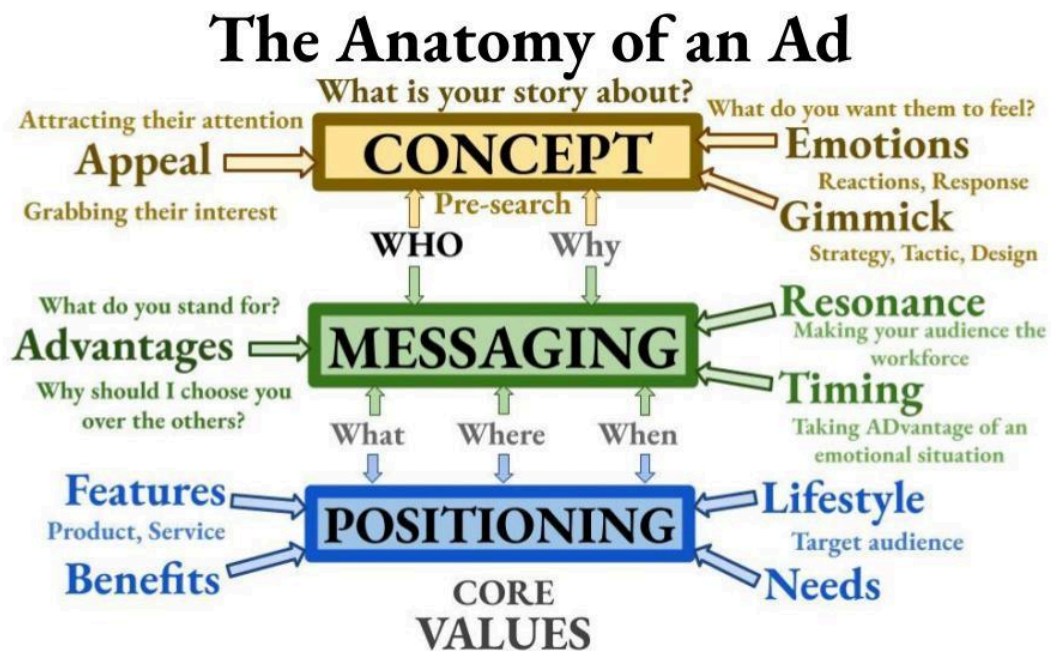 The Anatomy of an Ad
What is your story about?
Attracting their attention
Appeal
Grabbing their interest
CONCEPT
What do you want them to feel?
Emotions
Reactions, Response
Gimmick
Strategy, Tactic, Design
Pre-search
WHO
Why
What do you stand for?
Advantages
Why should I choose you
over the others?
MESSAGING
Resonance
Making your audience the
workforce
Timing
Taking ADvantage of an
emotional situation
What
Where
When
Features
Product, Service
Benefits
POSITIONING
Lifestyle
Target audience
Needs
CORE
VALUES